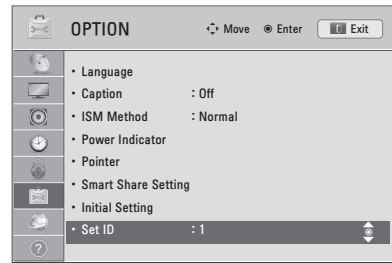 OPTION Move Enter Exit
• Language
• Caption : Off
• ISM Method : Normal
• Power Indicator
• Pointer
• Smart Share Setting
• Initial Setting
• Set ID : 1
?